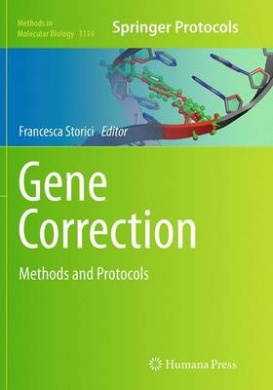 Methods in
Molecular Biology 1114
Springer Protocols
Francesca Storici Editor
Gene
Correction
Methods and Protocols
Humana Press